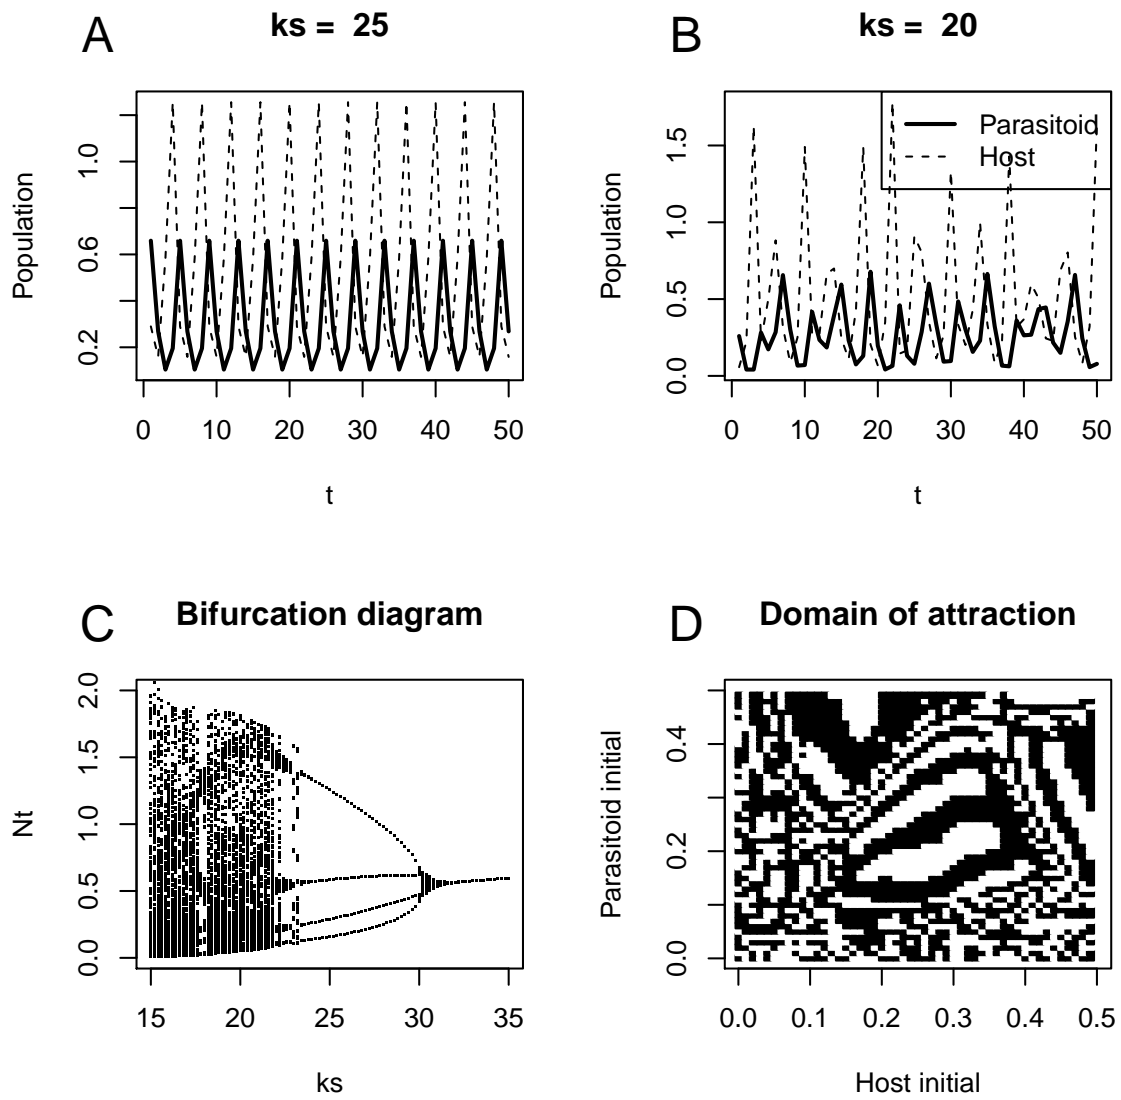 A
ks = 25
Population
0.2
0.6
1.0
0
10
20
30
40
50
t
B
ks = 20
Population
0.0
0.5
1.0
1.5
Parasitoid
Host
0
10
20
30
40
50
t
C
Bifurcation diagram
Nt
0.0
0.5
1.0
1.5
2.0
15
20
25
30
35
ks
D
Domain of attraction
Parasitoid initial
0.0
0.2
0.4
0.0
0.1
0.2
0.3
0.4
0.5
Host initial